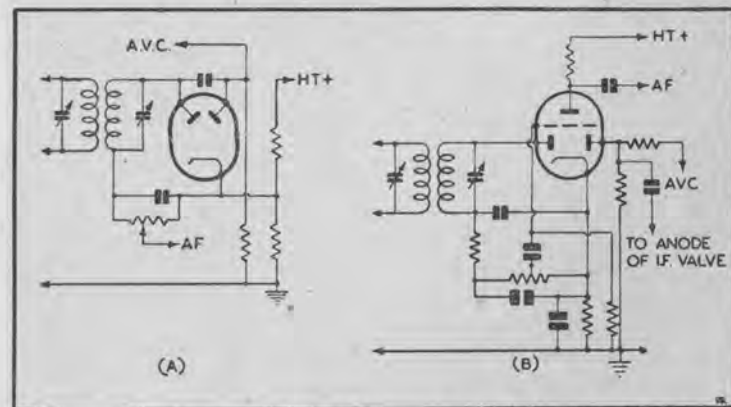 A.V.C.
HT+
AF
(A)
HT+
AF
AVC
TO ANODE
OF I.F. VALVE
(B)